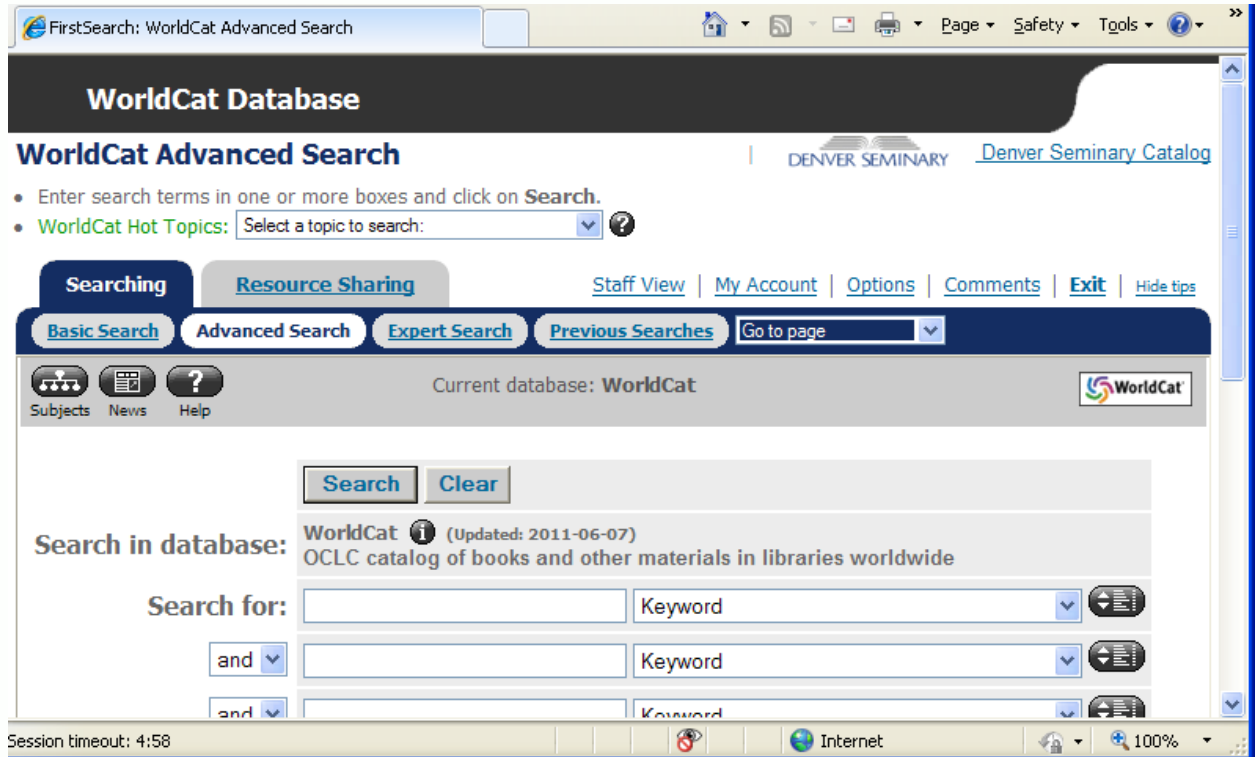 FirstSearch: WorldCat Advanced Search
Page Safety Tools »
WorldCat Database
WorldCat Advanced Search | DENVER SEMINARY Denver Seminary Catalog
• Enter search terms in one or more boxes and click on Search.
• WorldCat Hot Topics: Select a topic to search: ?
Searching Resource Sharing Staff View | My Account | Options | Comments | Exit | Hide tips
Basic Search Advanced Search Expert Search Previous Searches Go to page
Subjects News Help Current database: WorldCat WorldCat
Search Clear
Search in database: WorldCat (Updated: 2011-06-07)
OCLC catalog of books and other materials in libraries worldwide
Search for: Keyword
and Keyword
and Keyword
Session timeout: 4:58 Internet 100%